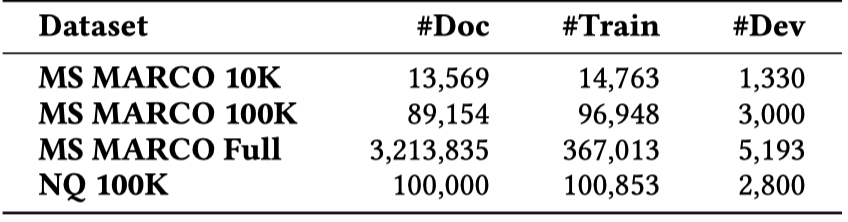 Dataset #Doc #Train #Dev
MS MARCO 10K 13,569 14,763 1,330
MS MARCO 100K 89,154 96,948 3,000
MS MARCO Full 3,213,835 367,013 5,193
NQ 100K 100,000 100,853 2,800